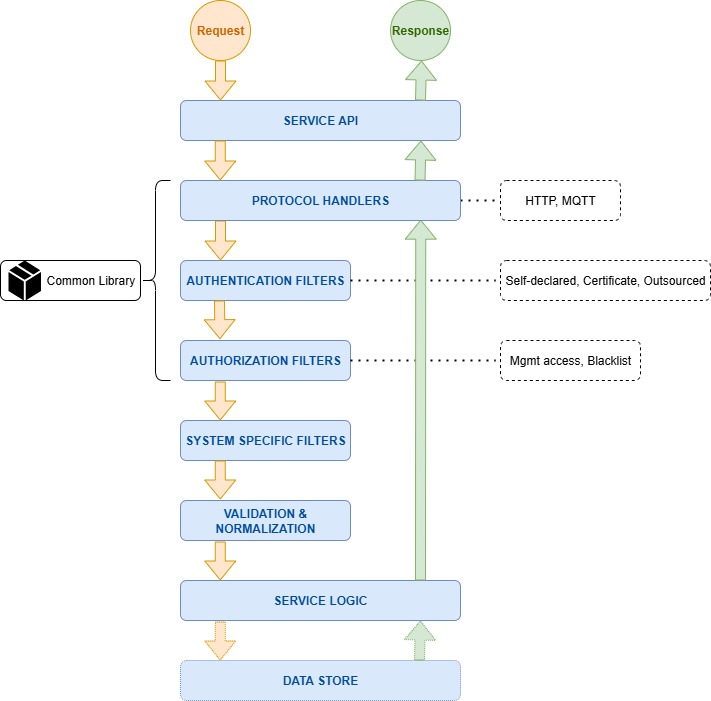 Request
Response
SERVICE API
PROTOCOL HANDLERS
HTTP, MQTT
Common Library
AUTHENTICATION FILTERS
Self-declared, Certificate, Outsourced
AUTHORIZATION FILTERS
Mgmt access, Blacklist
SYSTEM SPECIFIC FILTERS
VALIDATION &
NORMALIZATION
SERVICE LOGIC
DATA STORE